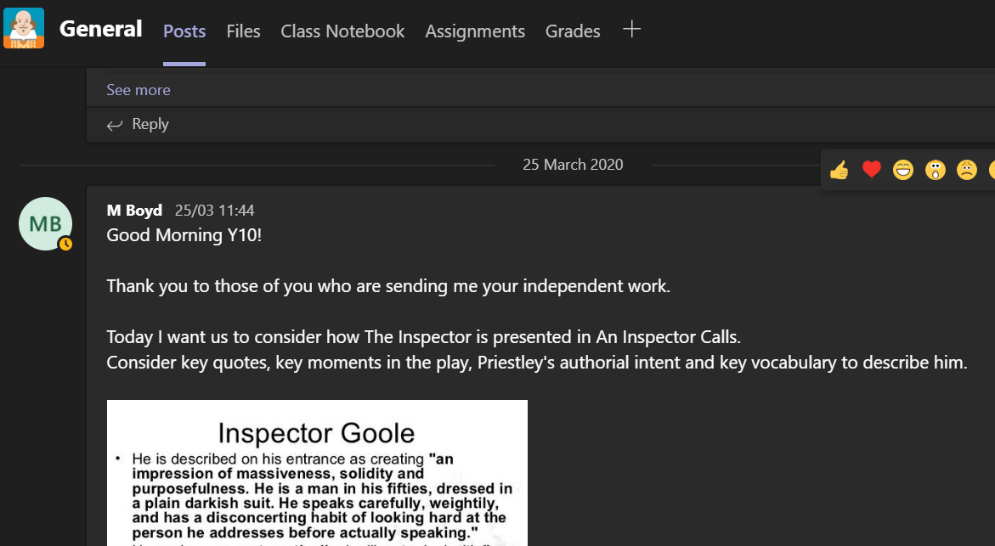 General Posts Files Class Notebook Assignments Grades
See more
Reply
25 March 2020
MB
M Boyd 25/03 11:44
Good Morning Y10!
Thank you to those of you who are sending me your independent work.
Today I want us to consider how The Inspector is presented in An Inspector Calls.
Consider key quotes, key moments in the play, Priestley's authorial intent and key vocabulary to describe him.
Inspector Goole
• He is described on his entrance as creating "an
impression of massiveness, solidity and
purposefulness. He is a man in his fifties, dressed in
a plain darkish suit. He speaks carefully, weightily,
and has a disconcerting habit of looking hard at the
person he addresses before actually speaking."